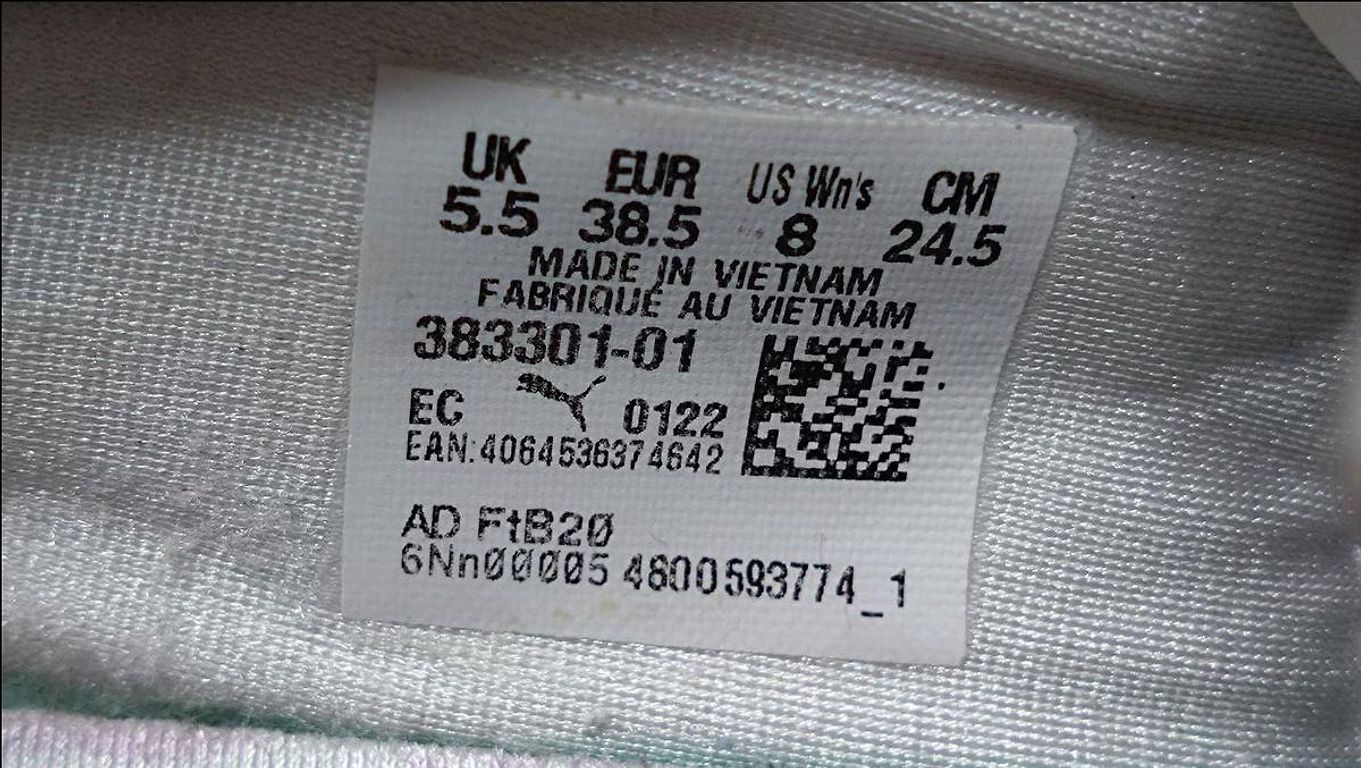 UK EUR US Wn's CM
5.5 38.5 8 24.5
MADE IN VIETNAM
FABRIQUÉ AU VIETNAM
383301-01
EC 0122
EAN:4064536374642
AD FtB20
6Nn00005 4600593774_1